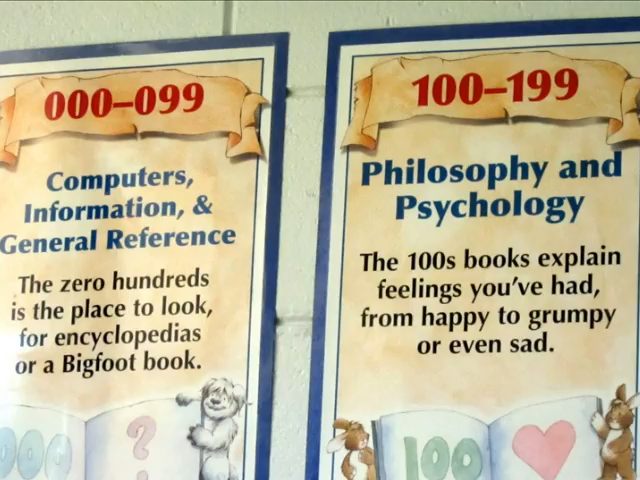 000–099
Computers,
Information, &
General Reference
The zero hundreds
is the place to look,
for encyclopedias
or a Bigfoot book.
000
?
100–199
Philosophy and
Psychology
The 100s books explain
feelings you've had,
from happy to grumpy
or even sad.
100